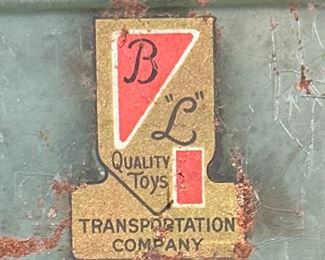 B
"L"
QUALITY
TOYS
TRANSPORTATION
COMPANY